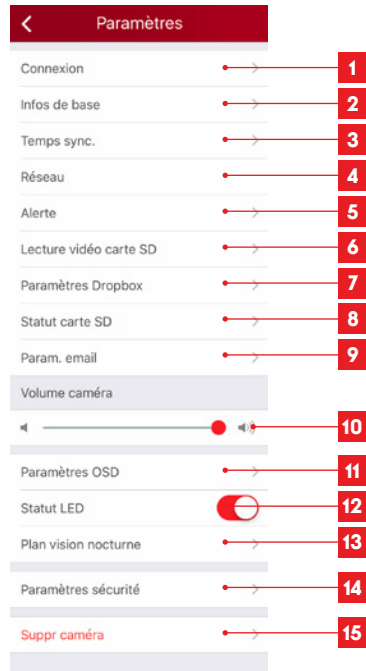 Paramètres
Connexion 1
Infos de base 2
Temps sync. 3
Réseau 4
Alerte 5
Lecture vidéo carte SD 6
Paramètres Dropbox 7
Statut carte SD 8
Param. email 9
Volume caméra
10
Paramètres OSD 11
Statut LED 12
Plan vision nocturne 13
Paramètres sécurité 14
Suppr caméra 15